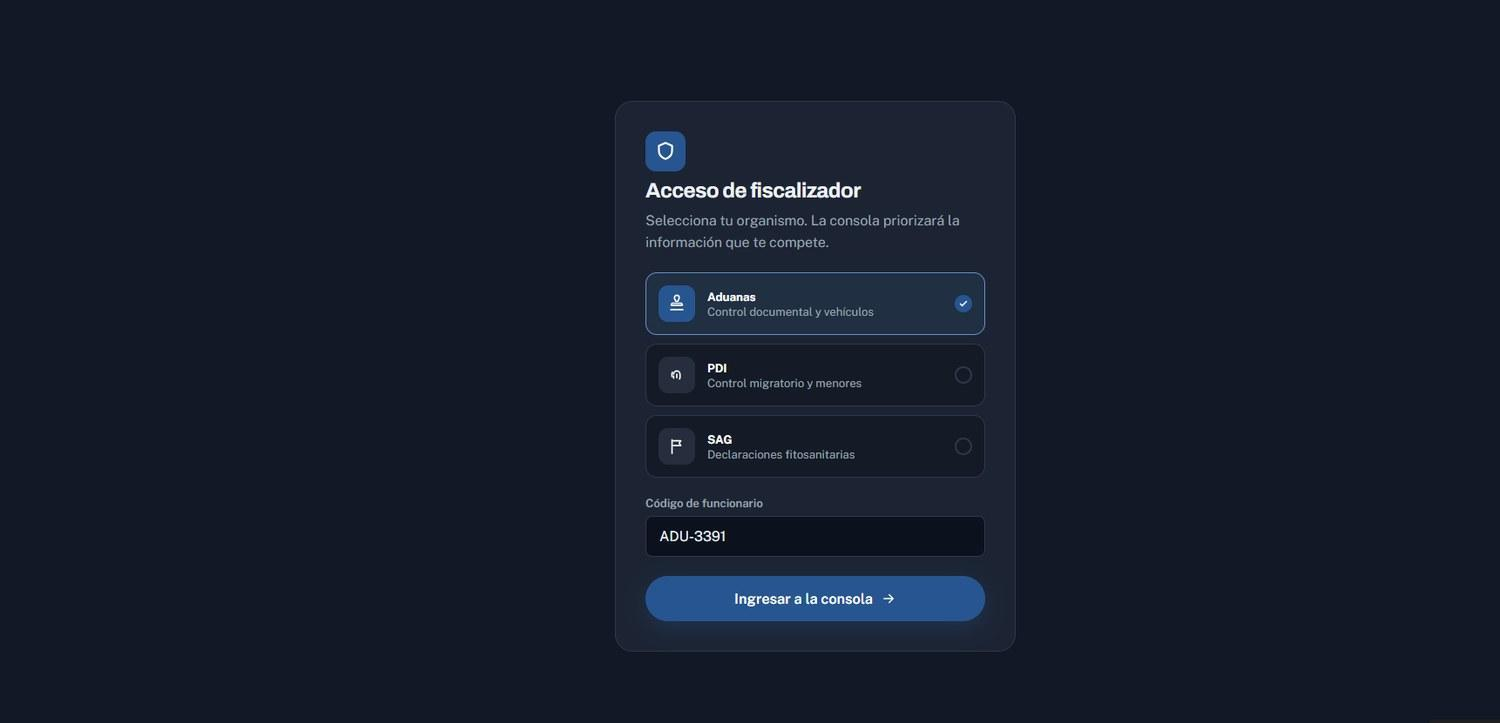 Acceso de fiscalizador
Selecciona tu organismo. La consola priorizará la
información que te compete.
Aduanas
Control documental y vehículos
PDI
Control migratorio y menores
SAG
Declaraciones fitosanitarias
Código de funcionario
ADU-3391
Ingresar a la consola →